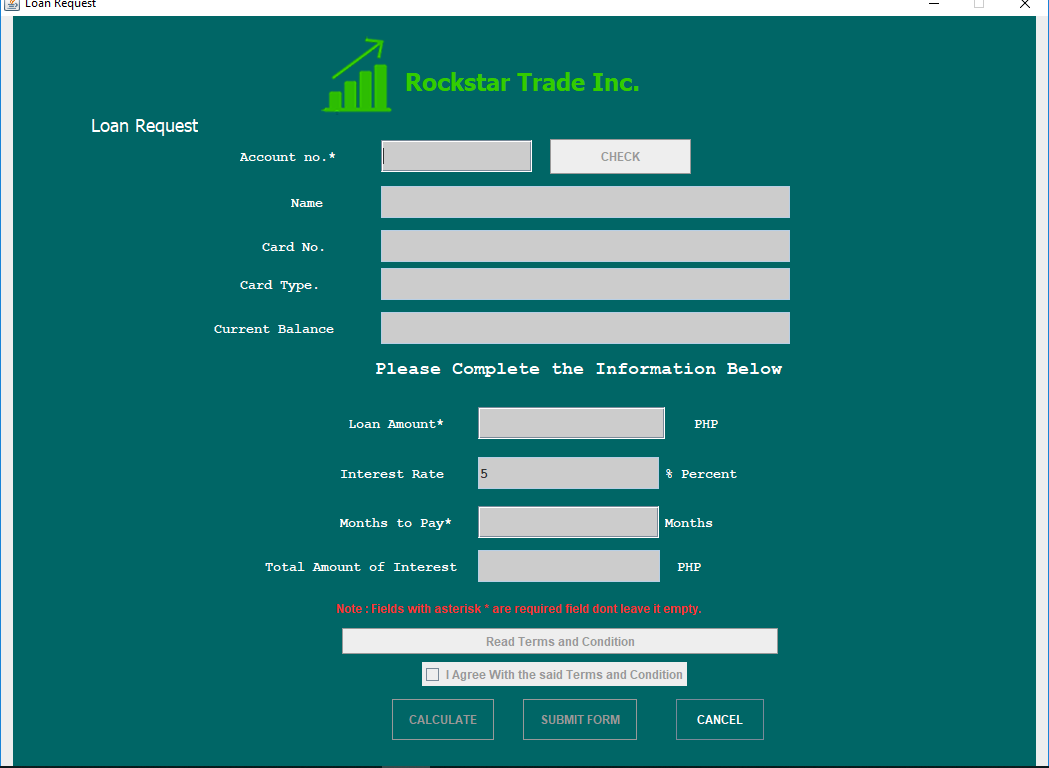 Loan Request
Rockstar Trade Inc.
Loan Request
Account no.*
CHECK
Name
Card No.
Card Type.
Current Balance
Please Complete the Information Below
Loan Amount*
PHP
Interest Rate
5
% Percent
Months to Pay*
Months
Total Amount of Interest
PHP
Note : Fields with asterisk * are required field dont leave it empty.
Read Terms and Condition
I Agree With the said Terms and Condition
CALCULATE
SUBMIT FORM
CANCEL